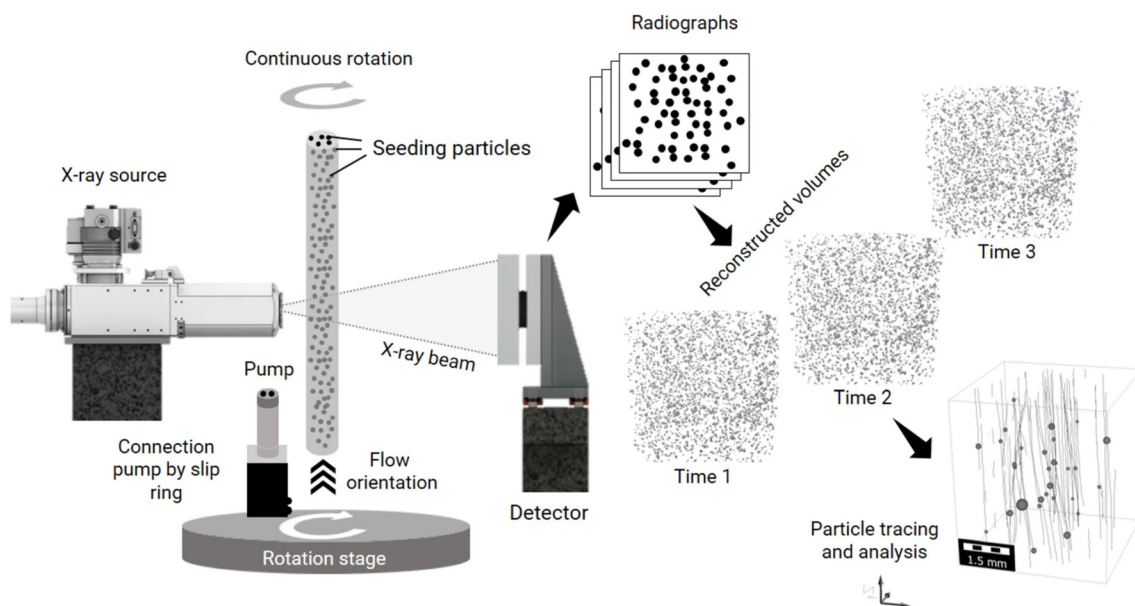 Radiographs
Continuous rotation
Seeding particles
X-ray source
Reconstructed volumes
Time 3
X-ray beam
Time 2
Pump
Connection
pump by slip
ring
Flow
orientation
Time 1
Detector
Rotation stage
Particle tracing
and analysis
1.5 mm